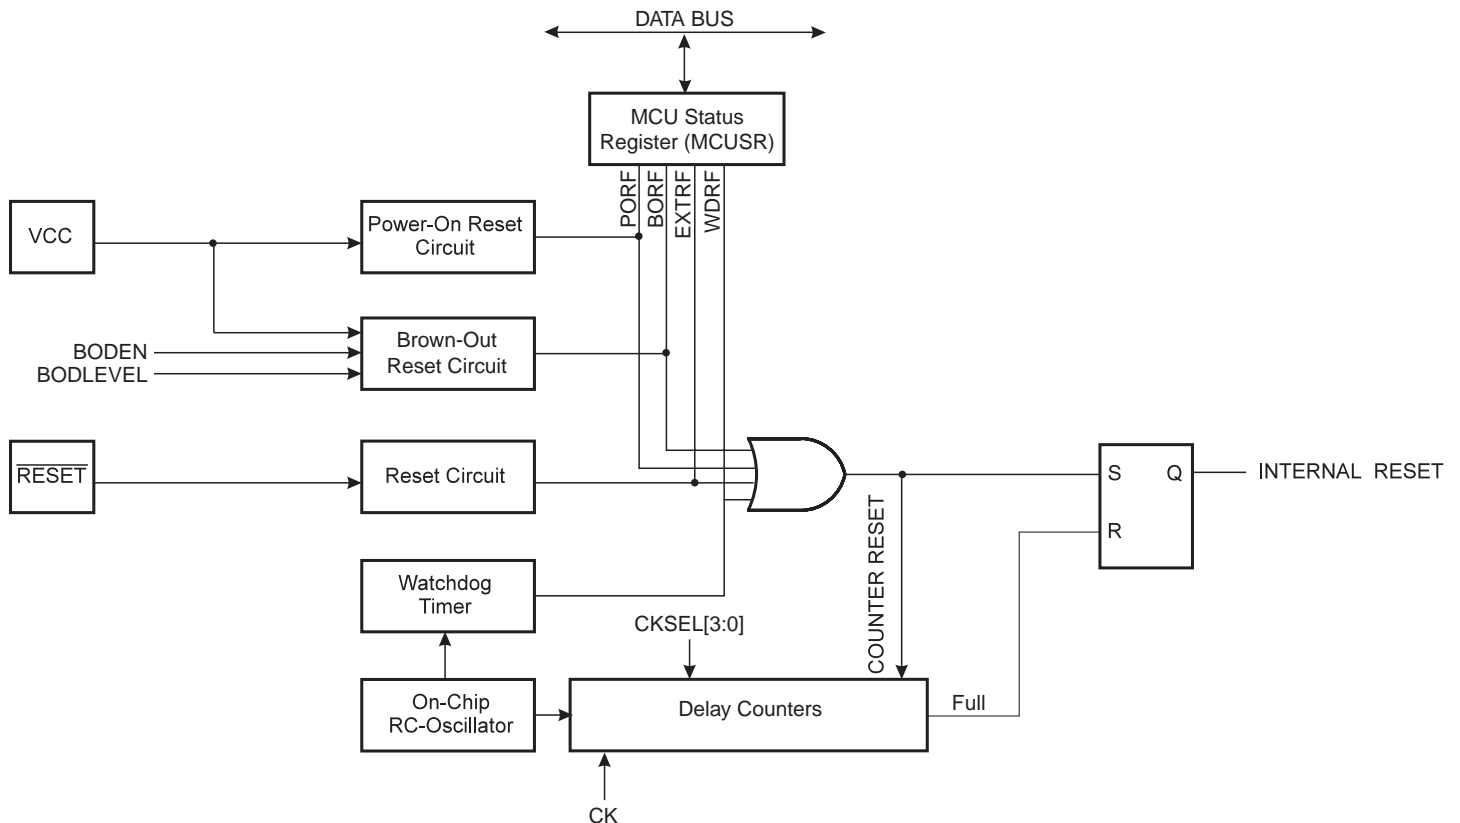 DATA BUS
MCU Status
Register (MCUSR)
PORF
BORF
EXTRF
WDRF
VCC
Power-On Reset
Circuit
BODEN
BODLEVEL
Brown-Out
Reset Circuit
RESET
Reset Circuit
S
Q
INTERNAL RESET
R
COUNTER RESET
Watchdog
Timer
CKSEL[3:0]
On-Chip
RC-Oscillator
Delay Counters
Full
CK